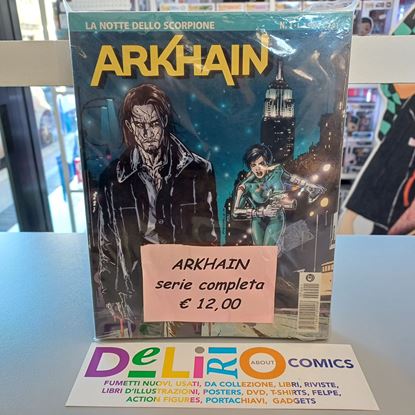 LA NOTTE DELLO SCORPIONE
ARKHAIN
ARKHAIN
serie completa
€ 12,00
DELIRIO ABOUT COMICS
FUMETTI NUOVI, USATI, DA COLLEZIONE, LIBRI, RIVISTE,
LIBRI D'ILLUSTRAZIONI, POSTERS, DVD, T-SHIRTS, FELPE,
ACTION FIGURES, PORTACHIAVI, GADGETS